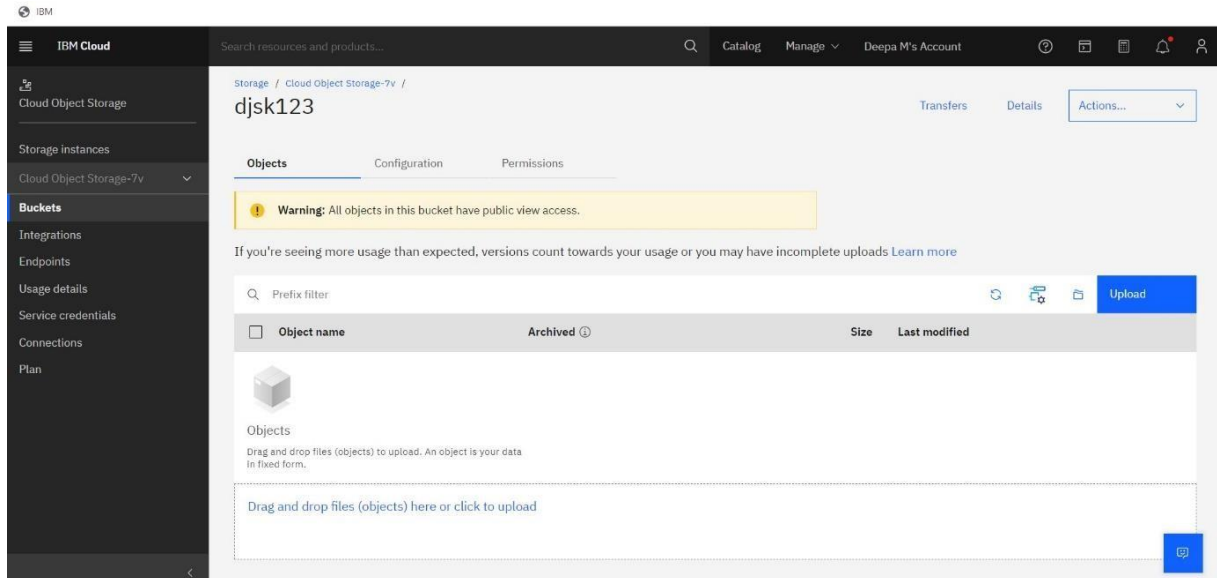 IBM
IBM Cloud
Search resources and products...
Catalog
Manage
Deepa M's Account
Cloud Object Storage
Storage instances
Cloud Object Storage-7v
Buckets
Integrations
Endpoints
Usage details
Service credentials
Connections
Plan
Storage / Cloud Object Storage-7v /
djsk123
Transfers
Details
Actions...
Objects
Configuration
Permissions
Warning: All objects in this bucket have public view access.
If you're seeing more usage than expected, versions count towards your usage or you may have incomplete uploads Learn more
Prefix filter
Upload
Object name
Archived
Size
Last modified
Objects
Drag and drop files (objects) to upload. An object is your data
in fixed form.
Drag and drop files (objects) here or click to upload